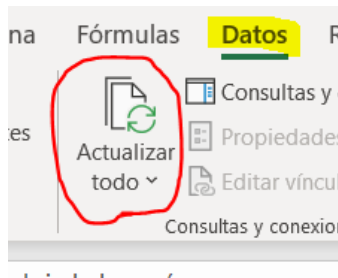 na Fórmulas Datos
Consultas y
Actualizar todo
Propiedades
Editar víncul
Consultas y conexion